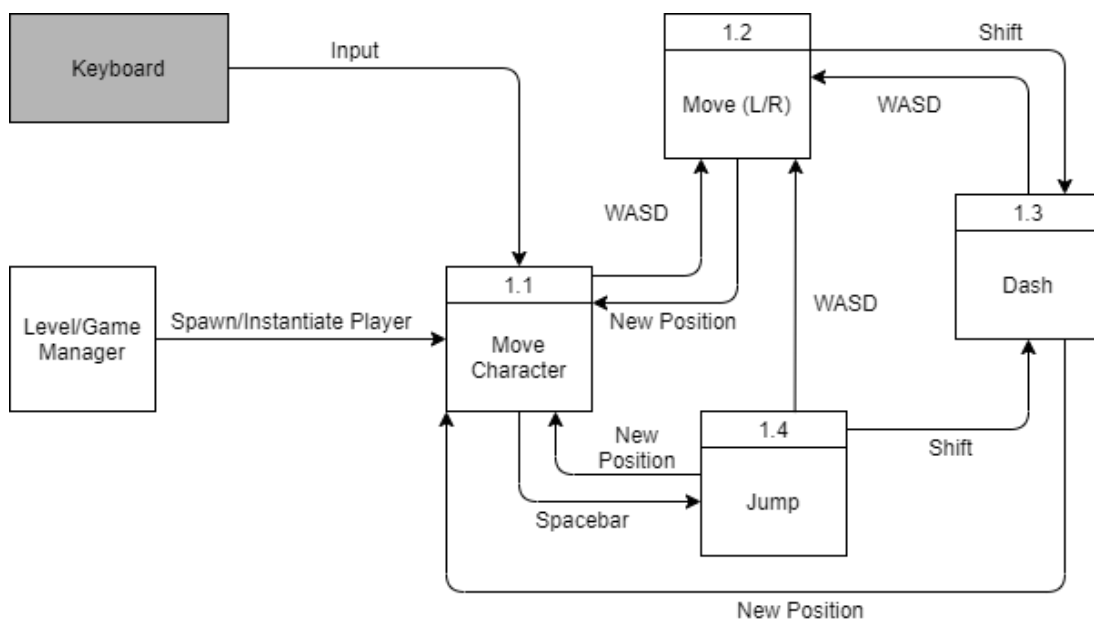 Keyboard
Input
1.2
Move (L/R)
Shift
WASD
1.3
Dash
WASD
Level/Game
Manager
Spawn/Instantiate Player
1.1
Move
Character
New Position
WASD
New
Position
1.4
Jump
Shift
Spacebar
New Position